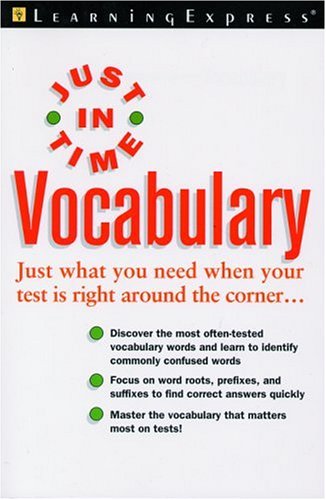 LEARNINGEXPRESS®
JUST
IN
TIME
Vocabulary
Just what you need when your
test is right around the corner...
Discover the most often-tested
vocabulary words and learn to identify
commonly confused words
Focus on word roots, prefixes, and
suffixes to find correct answers quickly
Master the vocabulary that matters
most on tests!